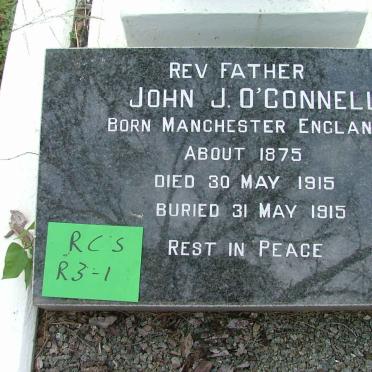 REV FATHER
JOHN J. O'CONNELL
BORN MANCHESTER ENGLAN
ABOUT 1875
DIED 30 MAY 1915
BURIED 31 MAY 1915
REST IN PEACE
RC'S
R3-1